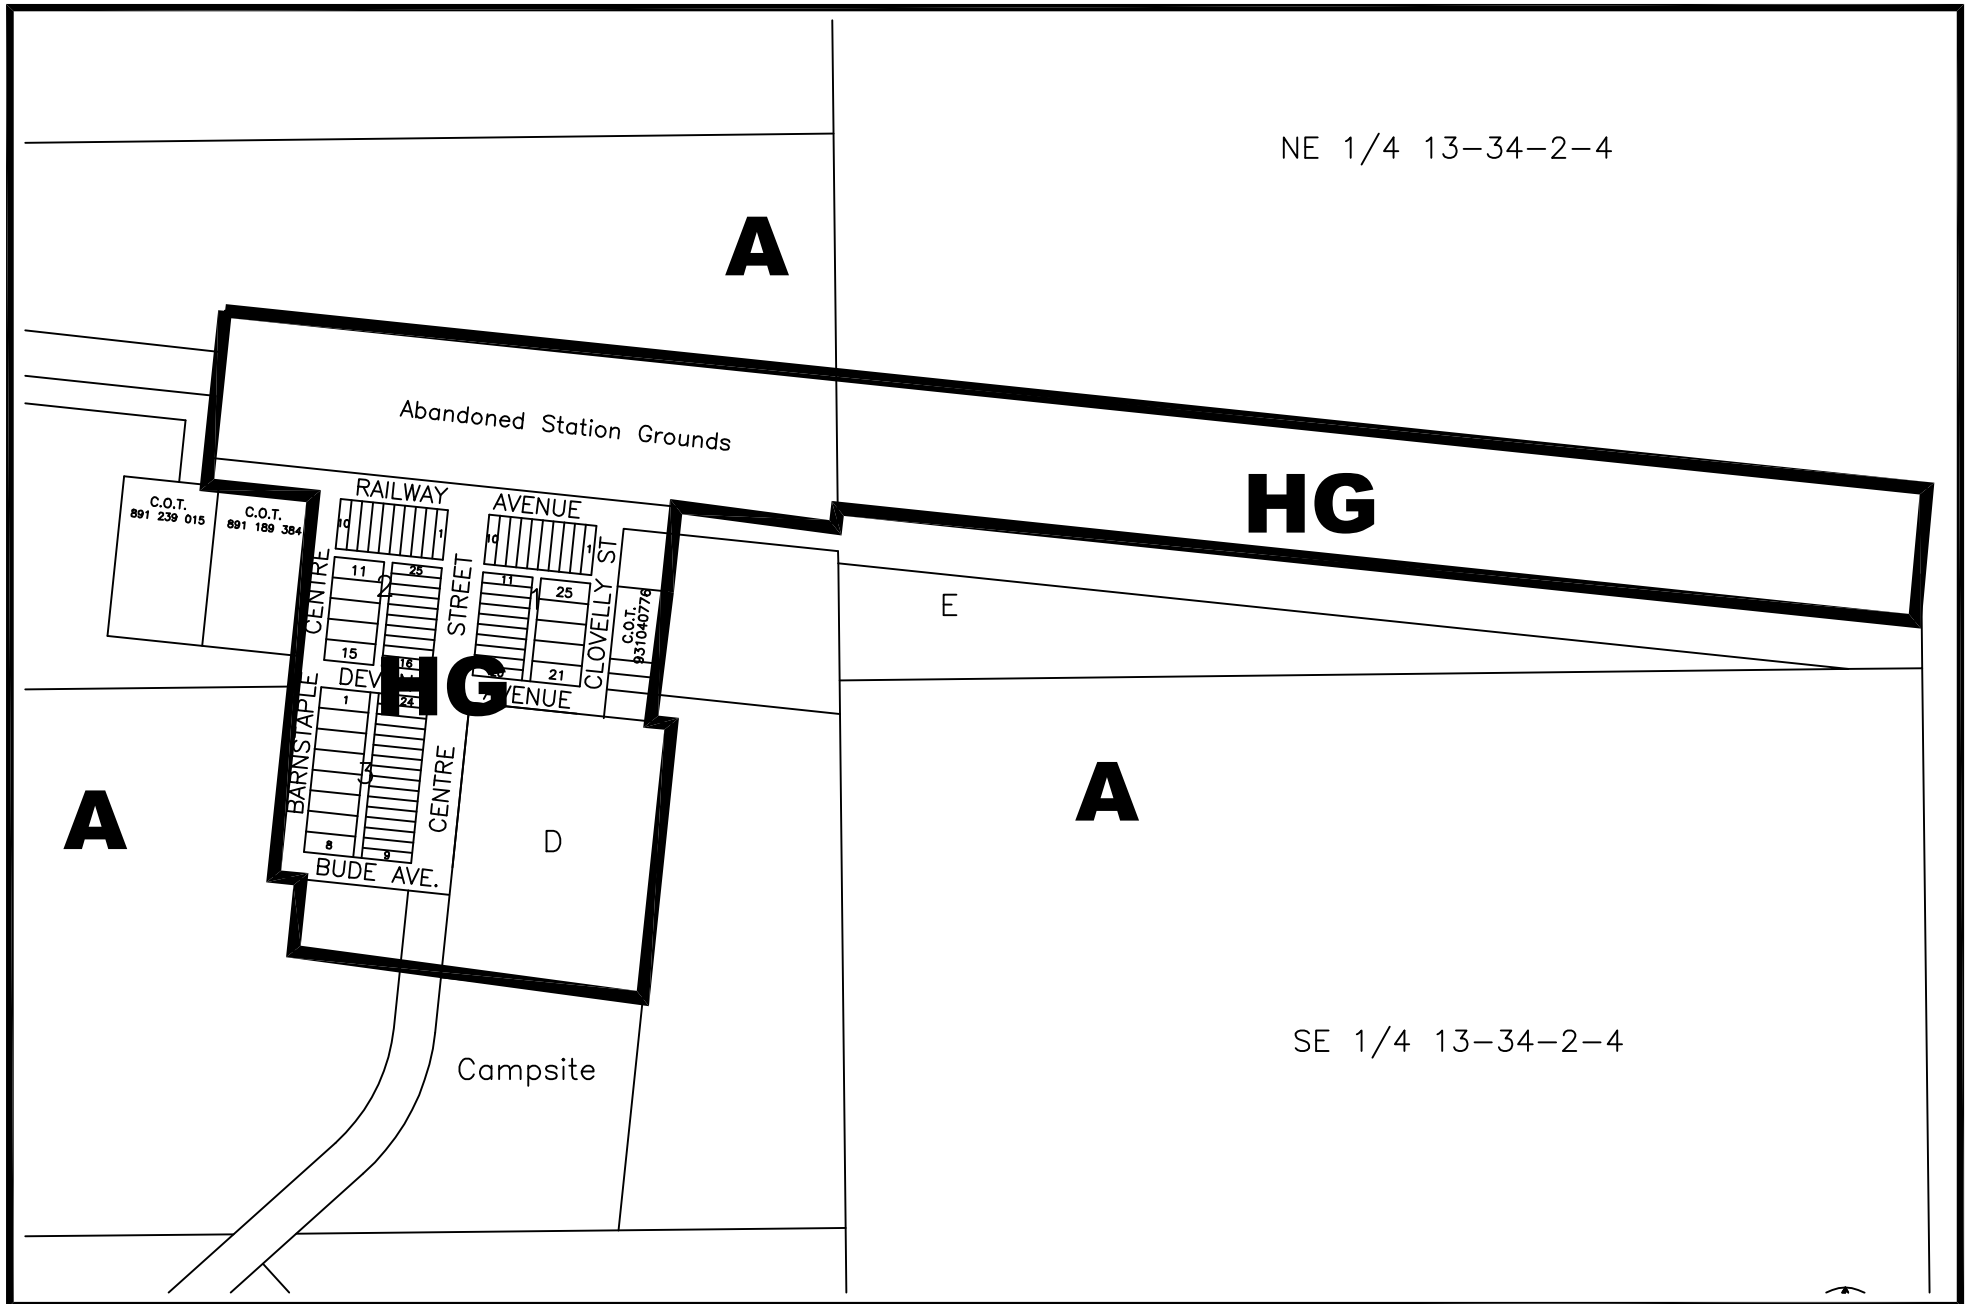 NE 1/4 13-34-2-4
A
Abandoned Station Grounds
HG
RAILWAY AVENUE
C.O.T.
891 239 015
C.O.T.
891 189 384
10
1
10
1
CENTRE
STREET
CLOVELLY ST
11
2
25
11
1
25
C.O.T.
931040776
E
15
16
21
HG
AVENUE
BARNSTAPLE
1
24
3
CENTRE
A
A
D
8
9
BUDE AVE.
SE 1/4 13-34-2-4
Campsite